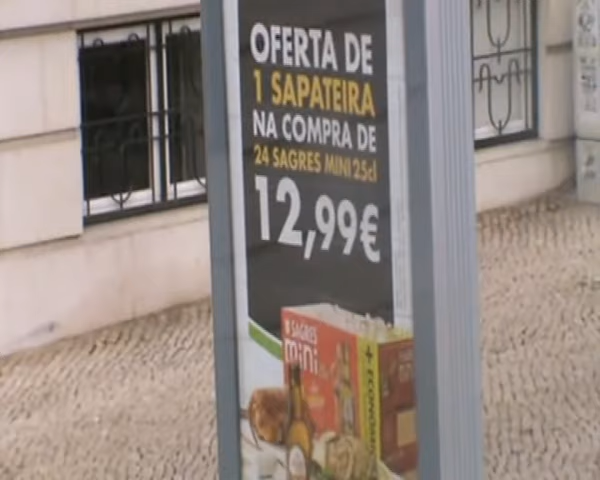 OFERTA DE
1 SAPATEIRA
NA COMPRA DE
24 SAGRES MINI 25cl
12,99€
SAGRES
mini